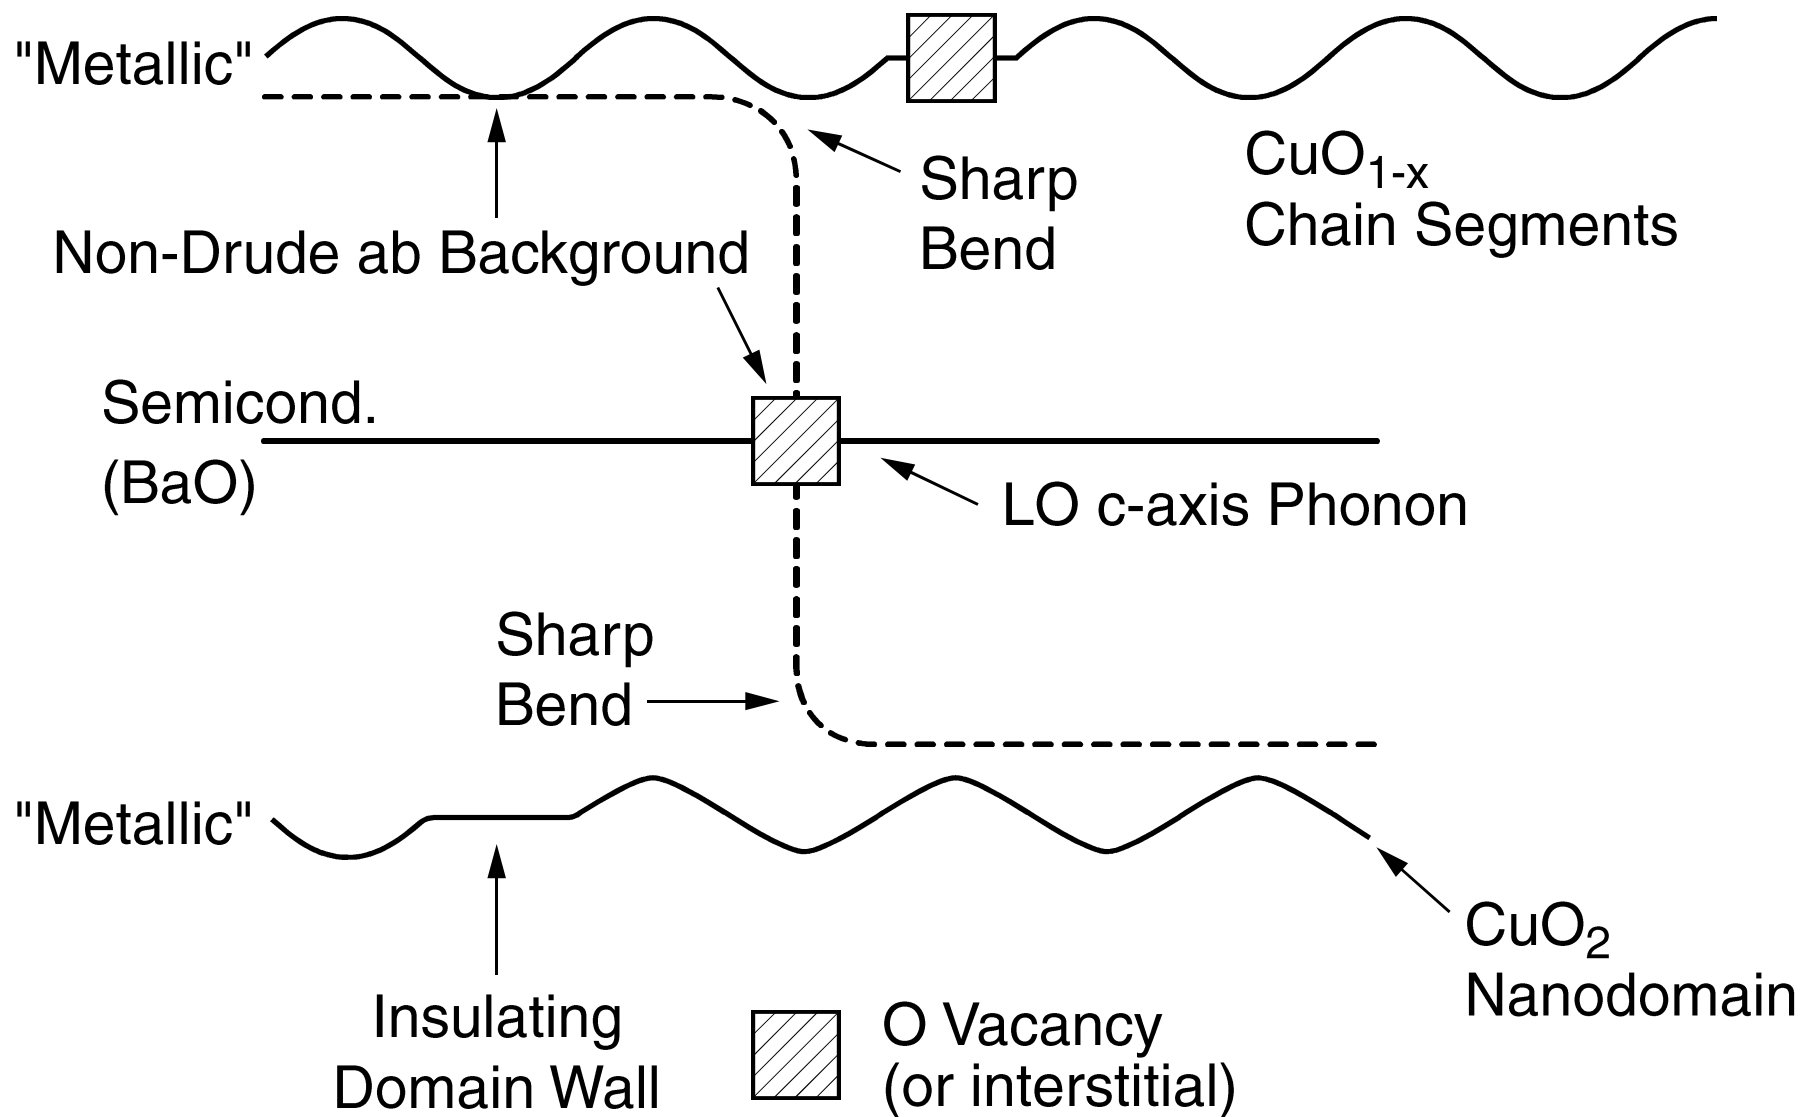 "Metallic"
CuO1-x
Chain Segments
Sharp
Bend
Non-Drude ab Background
Semicond.
(BaO)
LO c-axis Phonon
Sharp
Bend
"Metallic"
CuO2
Nanodomain
Insulating
Domain Wall
O Vacancy
(or interstitial)